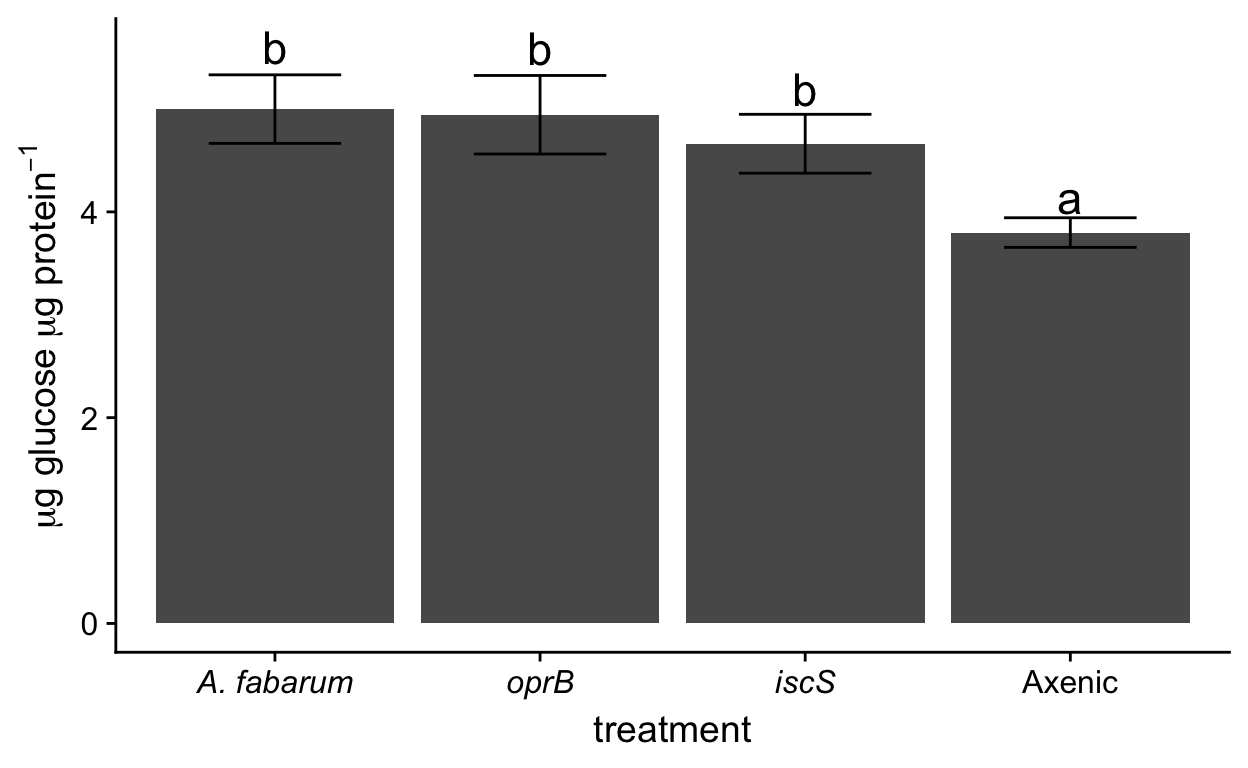 b b b a
µg glucose µg protein⁻¹
4
2
0
A. fabarum oprB iscS Axenic
treatment